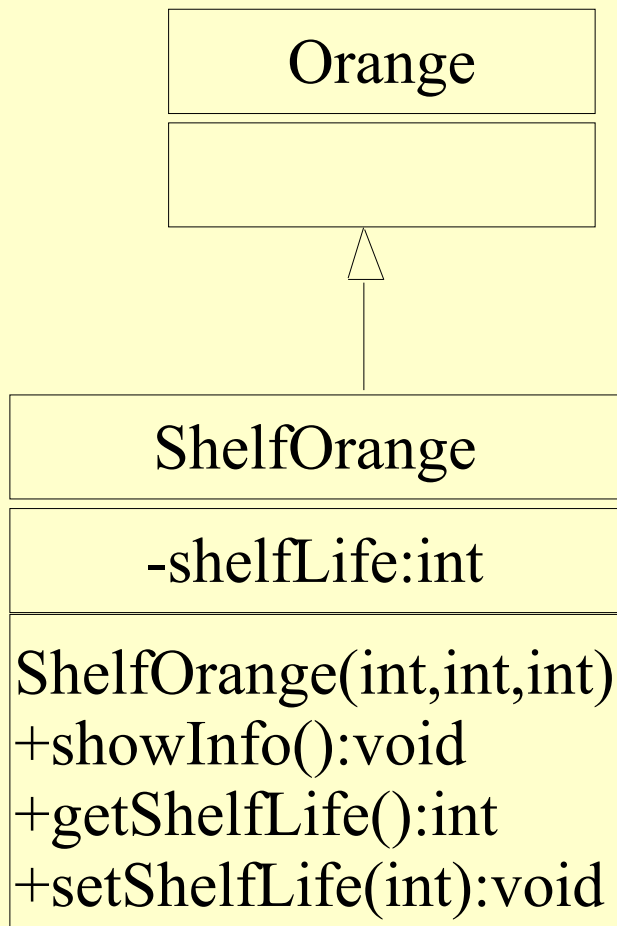 Orange
ShelfOrange
-shelfLife:int
ShelfOrange(int,int,int)
+showInfo():void
+getShelfLife():int
+setShelfLife(int):void